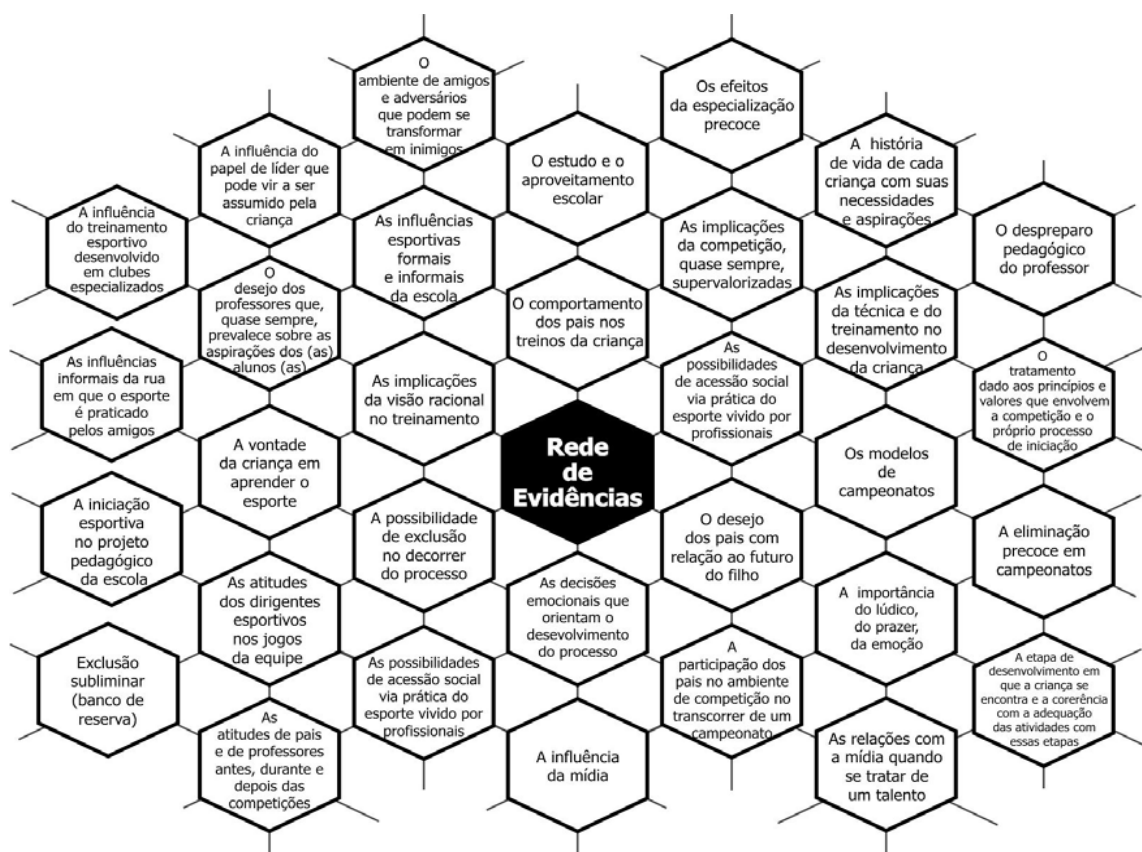 O
ambiente de amigos
e adversários
que podem se
transformar
em inimigos
Os efeitos
da especialização
precoce
A influência do
papel de líder que
pode vir a ser
assumido pela
criança
O estudo e o
aproveitamento
escolar
A história
de vida de cada
criança com suas
necessidades
e aspirações
A influência
do treinamento
esportivo
desenvolvido
em clubes
especializados
As influências
esportivas
formais
e informais
da escola
As implicações
da competição,
quase sempre,
supervalorizadas
O despreparo
pedagógico
do professor
O
desejo dos
professores que,
quase sempre,
prevalece sobre as
aspirações dos (as)
alunos (as)
O comportamento
dos pais nos
treinos da criança
As implicações
da técnica e do
treinamento no
desenvolvimento
da criança
As influências
informais da rua
em que o esporte
é praticado
pelos amigos
As implicações
da visão racional
no treinamento
As
possibilidades
de acessão social
via prática do
esporte vivido por
profissionais
O
tratamento
dado aos princípios e
valores que envolvem
a competição e o
próprio processo
de iniciação
A vontade
da criança em
aprender o
esporte
Rede
de
Evidências
Os modelos
de
campeonatos
A iniciação
esportiva
no projeto
pedagógico
da escola
A possibilidade
de exclusão
no decorrer
do processo
O desejo
dos pais com
relação ao futuro
do filho
A eliminação
precoce em
campeonatos
As atitudes
dos dirigentes
esportivos
nos jogos
da equipe
As decisões
emocionais que
orientam o
desevolvimento
do processo
A importância
do lúdico,
do prazer,
da emoção
Exclusão
subliminar
(banco de
reserva)
As possibilidades
de acessão social
via prática do
esporte vivido por
profissionais
A
participação dos
pais no ambiente
de competição no
transcorrer de um
campeonato
A etapa de
desenvolvimento em
que a criança se
encontra e a corerência
com a adequação
das atividades com
essas etapas
As
atitudes de pais
e de professores
antes, durante e
depois das
competições
A influência
da mídia
As relações com
a mídia quando
se tratar de
um talento